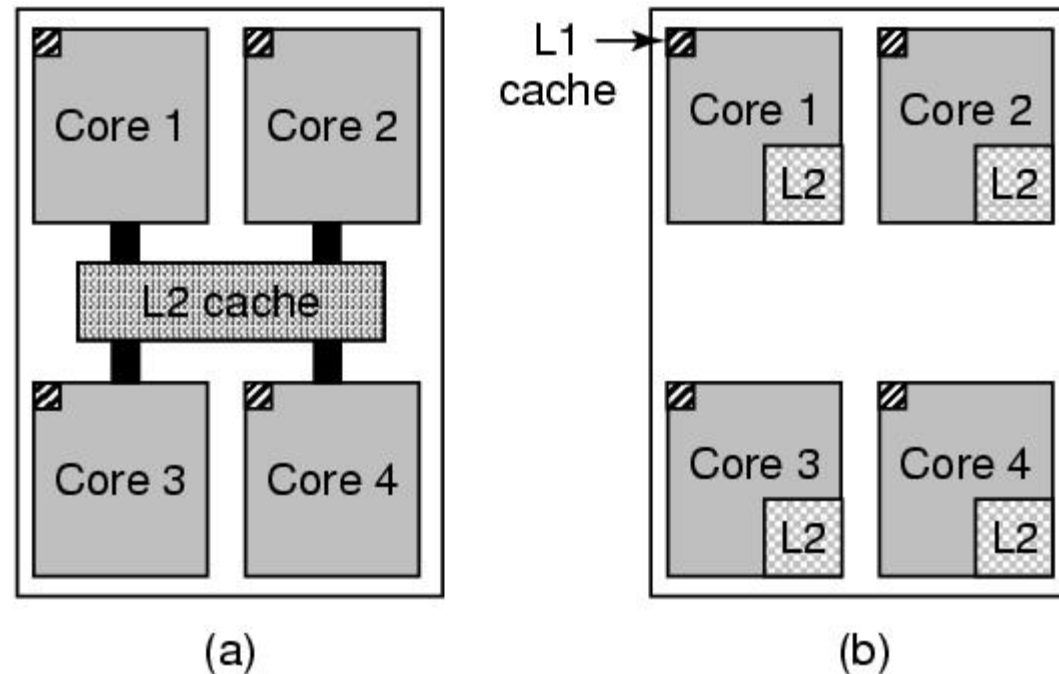 Core 1
Core 2
L2 cache
Core 3
Core 4
(a)
L1
cache
Core 1
L2
Core 2
L2
Core 3
L2
Core 4
L2
(b)